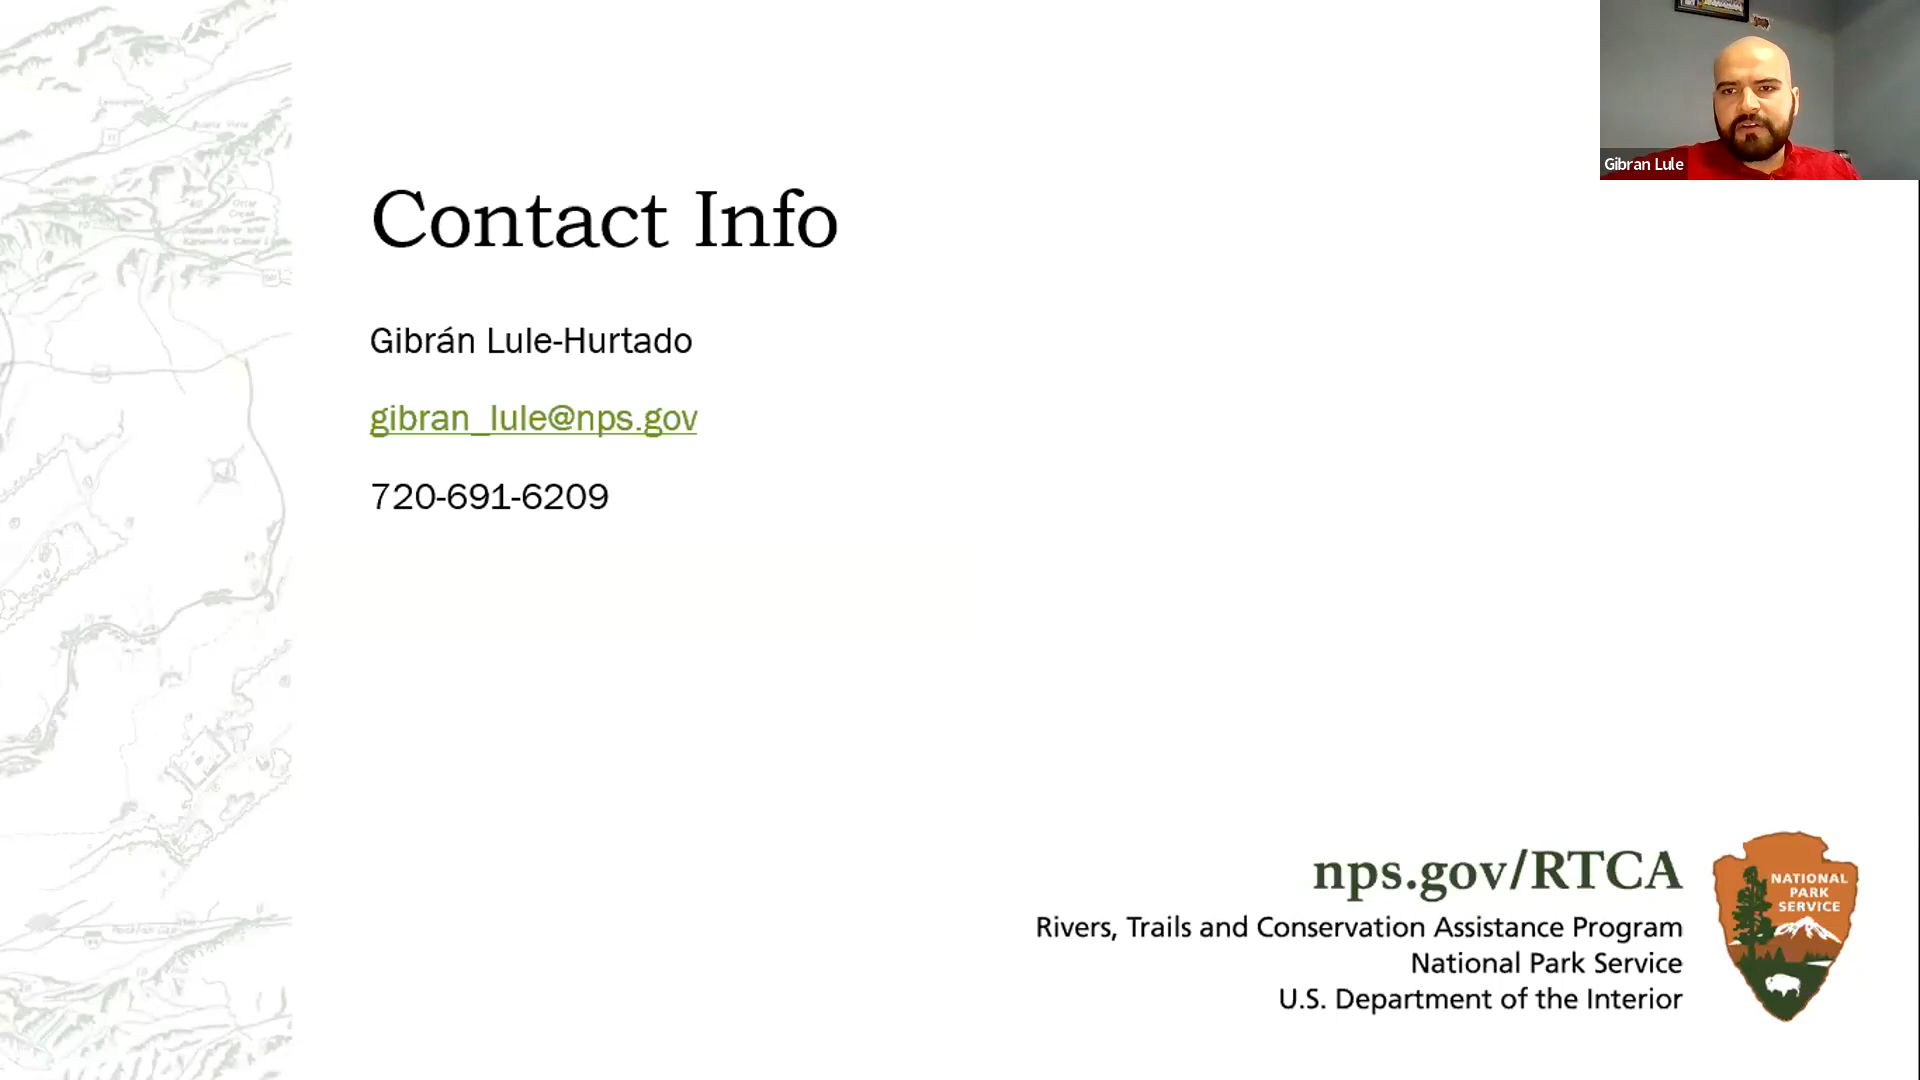 Gibran Lule
Contact Info
Gibrán Lule-Hurtado
gibran_lule@nps.gov
720-691-6209
nps.gov/RTCA
Rivers, Trails and Conservation Assistance Program
National Park Service
U.S. Department of the Interior
NATIONAL
PARK
SERVICE